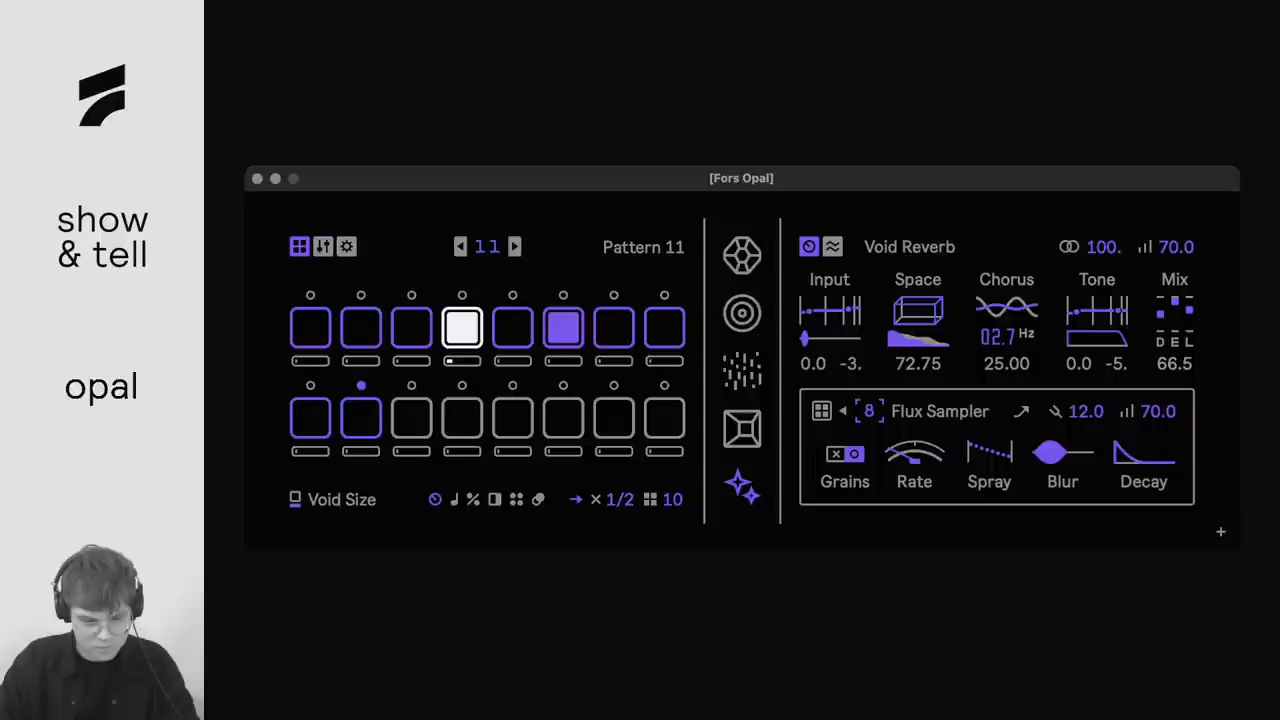 show
& tell
opal
[Fors Opal]
11
Pattern 11
Void Size
× 1/2
10
Void Reverb
100.
70.0
Input
Space
Chorus
Tone
Mix
02.7 Hz
D E L
0.0 -3.
72.75
25.00
0.0 -5.
66.5
8
Flux Sampler
12.0
70.0
Grains
Rate
Spray
Blur
Decay